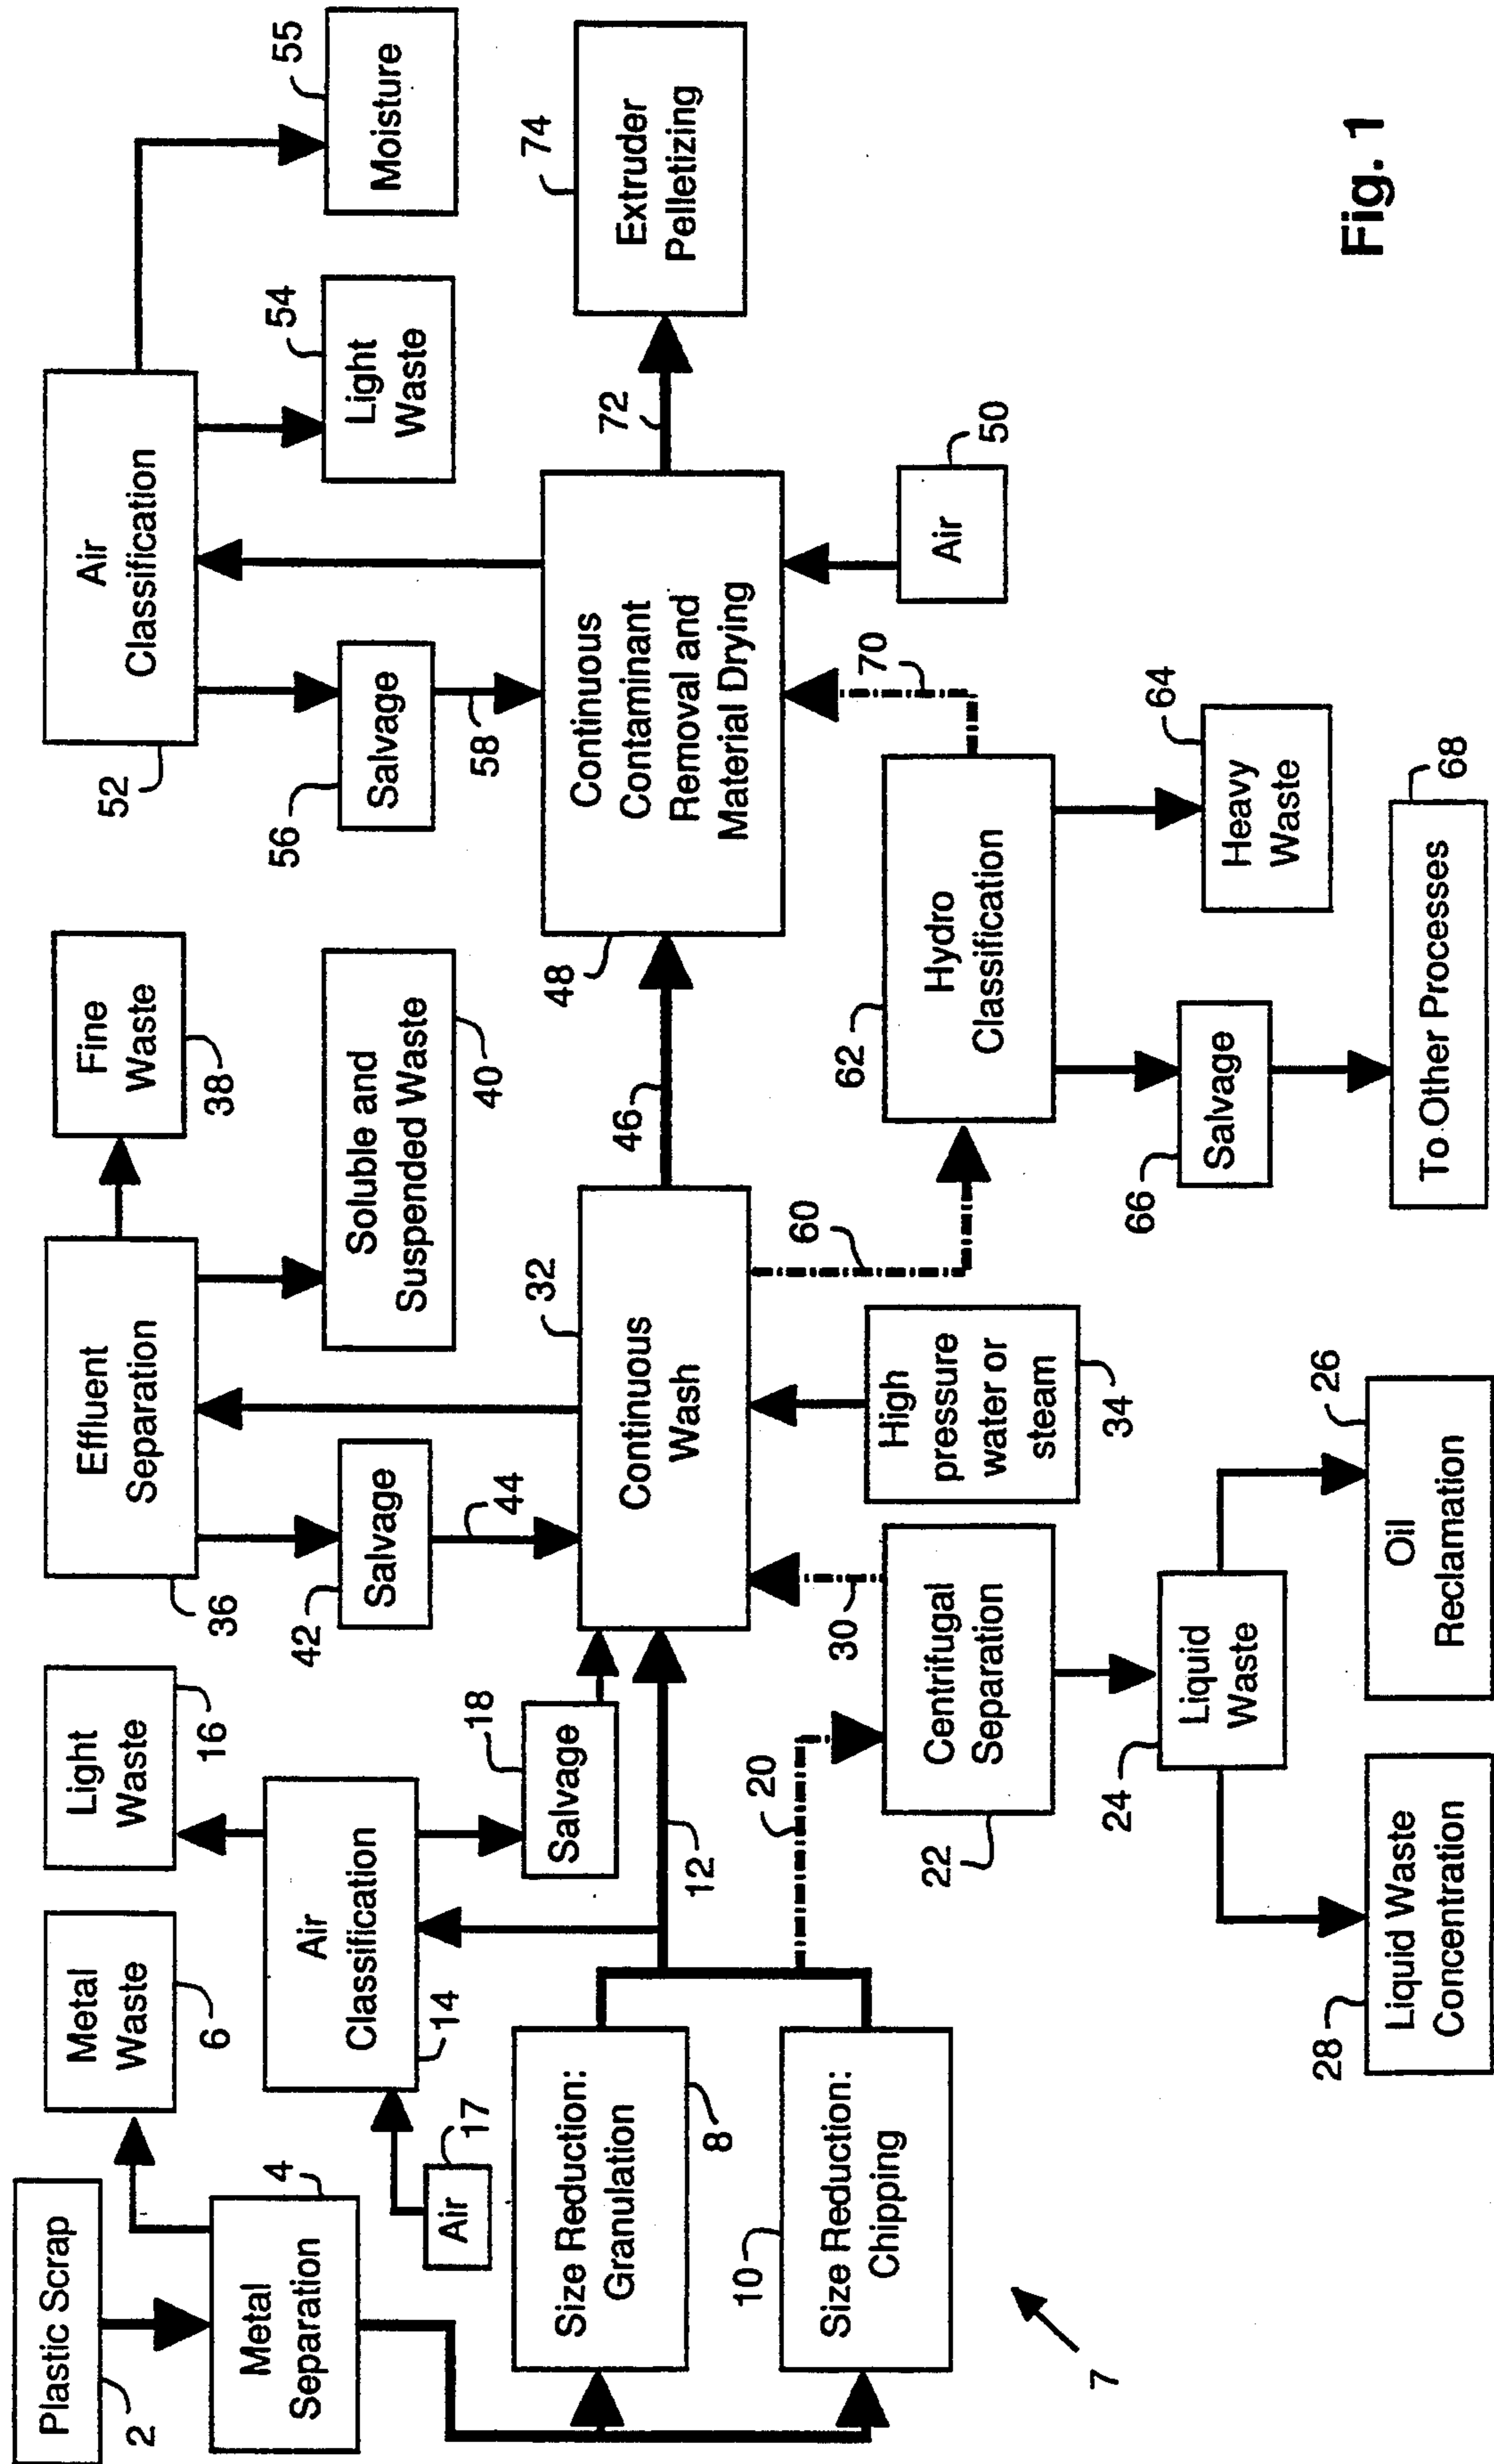 Plastic Scrap
2
Metal
Separation
4
Metal
Waste
6
Light
Waste
16
Air
Classification
14
Air
17
Salvage
18
Size Reduction:
Granulation
8
Size Reduction:
Chipping
10
7
12
20
Centrifugal
Separation
22
30
Liquid
Waste
24
Oil
Reclamation
26
Liquid Waste
Concentration
28
Effluent
Separation
36
Fine
Waste
38
Soluble and
Suspended Waste
40
Salvage
42
44
Continuous
Wash
32
High
pressure
water or
steam
34
46
60
Air
Classification
52
Light
Waste
54
Moisture
55
Salvage
56
58
Continuous
Contaminant
Removal and
Material Drying
48
Air
50
Hydro
Classification
62
Heavy
Waste
64
Salvage
66
To Other Processes
68
70
72
Extruder
Pelletizing
74
Fig. 1